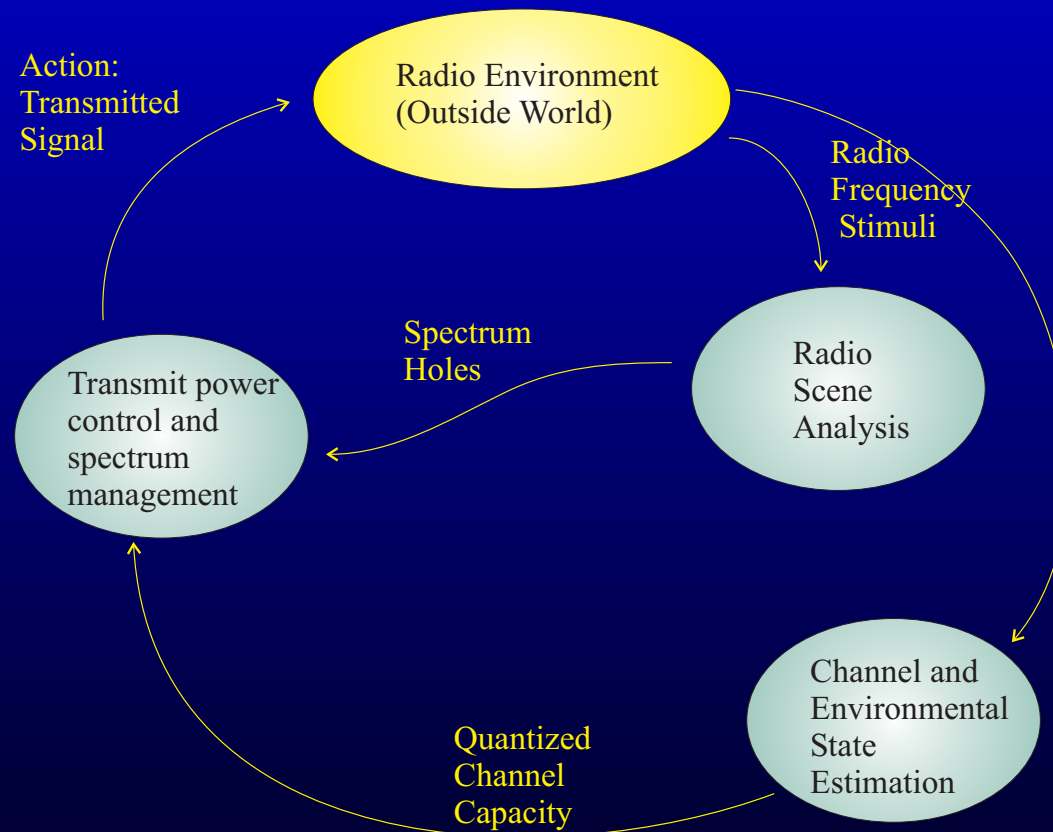 Action:
Transmitted
Signal
Radio Environment
(Outside World)
Radio
Frequency
Stimuli
Spectrum
Holes
Radio
Scene
Analysis
Transmit power
control and
spectrum
management
Channel and
Environmental
State
Estimation
Quantized
Channel
Capacity